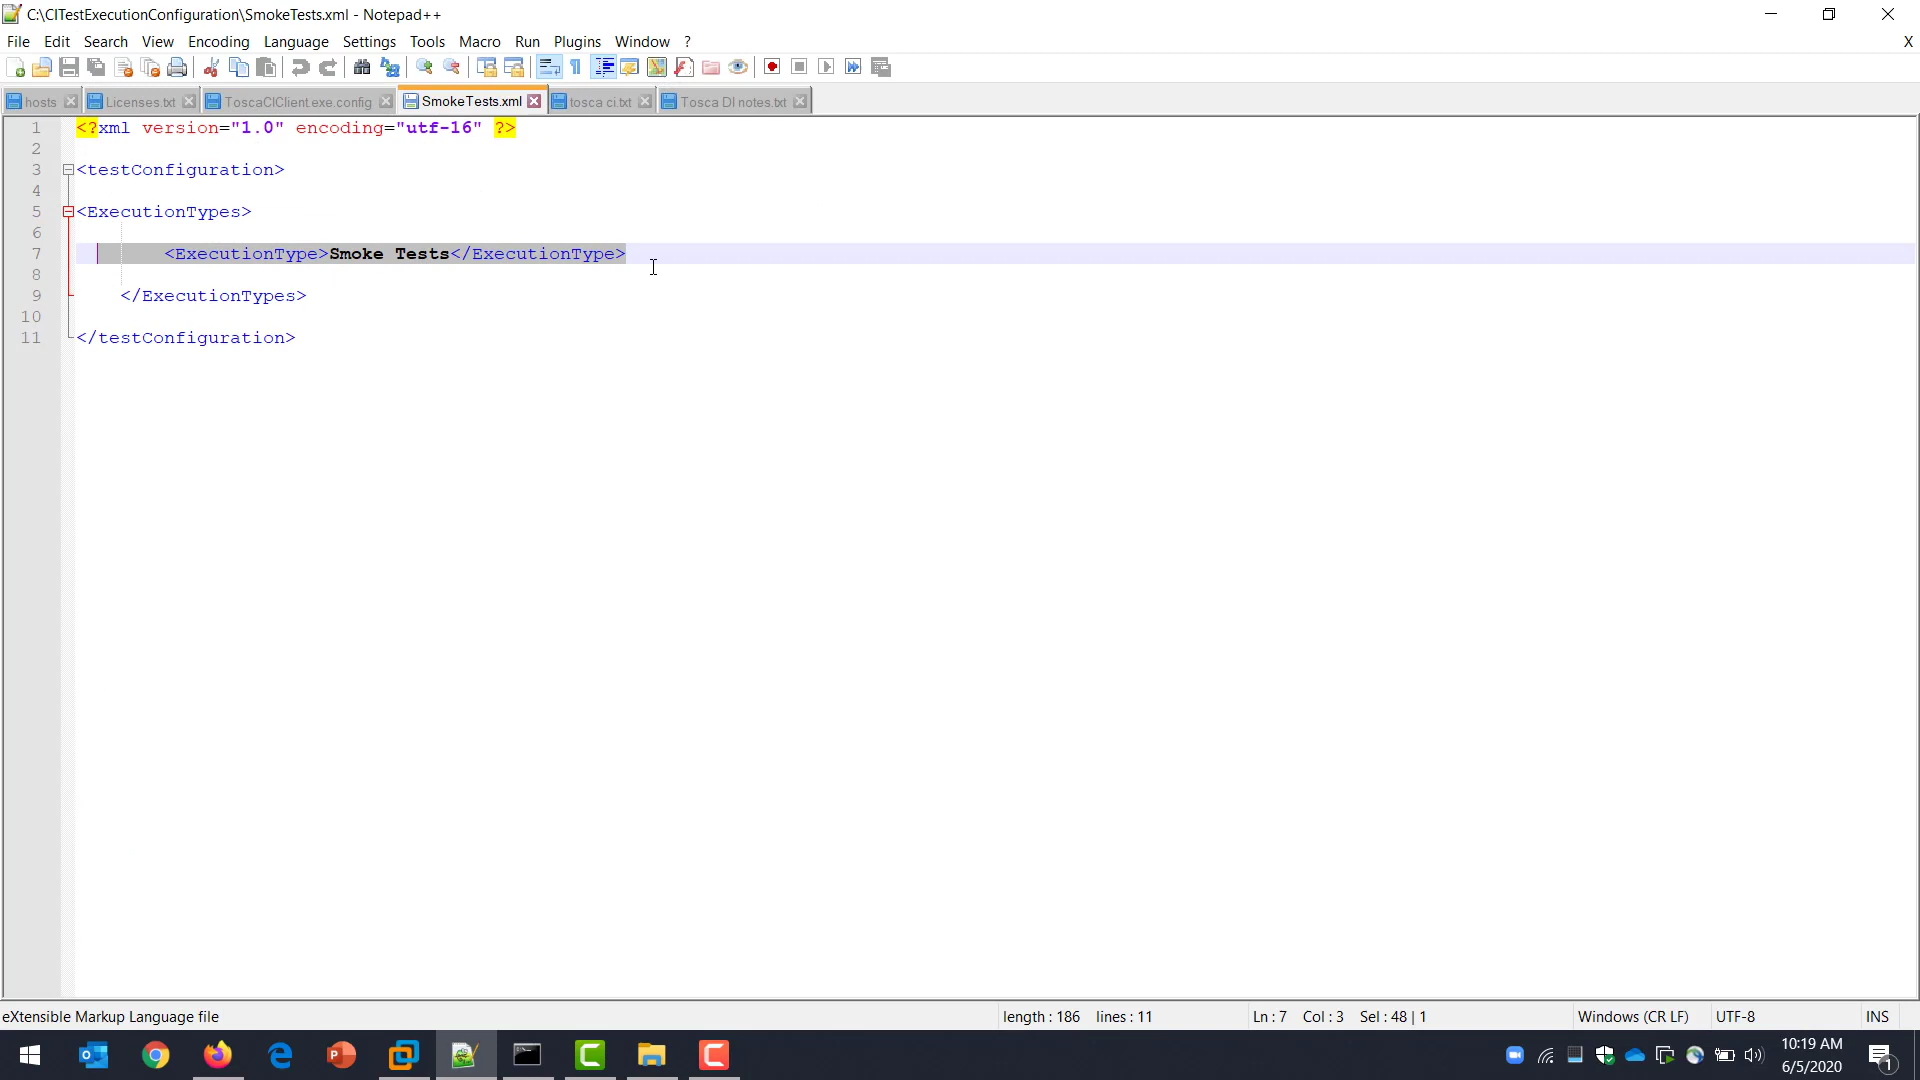 C:\CITestExecutionConfiguration\SmokeTests.xml - Notepad++
File Edit Search View Encoding Language Settings Tools Macro Run Plugins Window ? X
hosts Licenses.txt ToscaCIClient.exe.config SmokeTests.xml tosca ci.txt Tosca DI notes.txt
1 <?xml version="1.0" encoding="utf-16" ?>
2
3 <testConfiguration>
4
5 <ExecutionTypes>
6
7 <ExecutionType>Smoke Tests</ExecutionType>
8
9 </ExecutionTypes>
10
11 </testConfiguration>
eXtensible Markup Language file length : 186 lines : 11 Ln : 7 Col : 3 Sel : 48 | 1 Windows (CR LF) UTF-8 INS
10:19 AM
6/5/2020
1